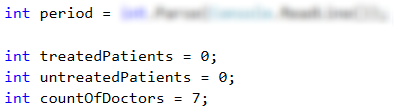 int period =
int treatedPatients = 0;
int untreatedPatients = 0;
int countOfDoctors = 7;